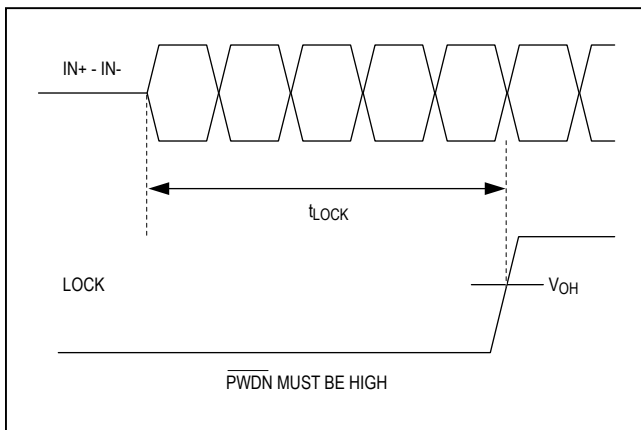 IN+ - IN-
tLOCK
LOCK
VOH
PWDN MUST BE HIGH